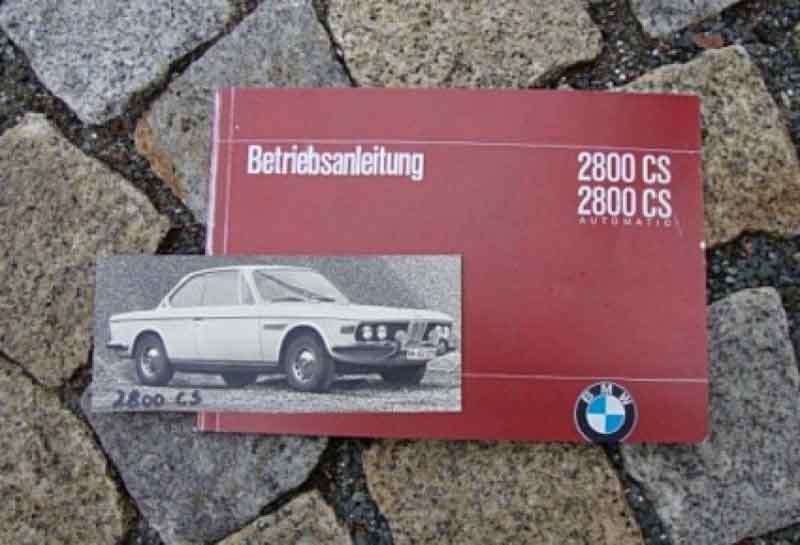 Betriebsanleitung
2800 CS
2800 CS
AUTOMATIC
2800 CS
BMW